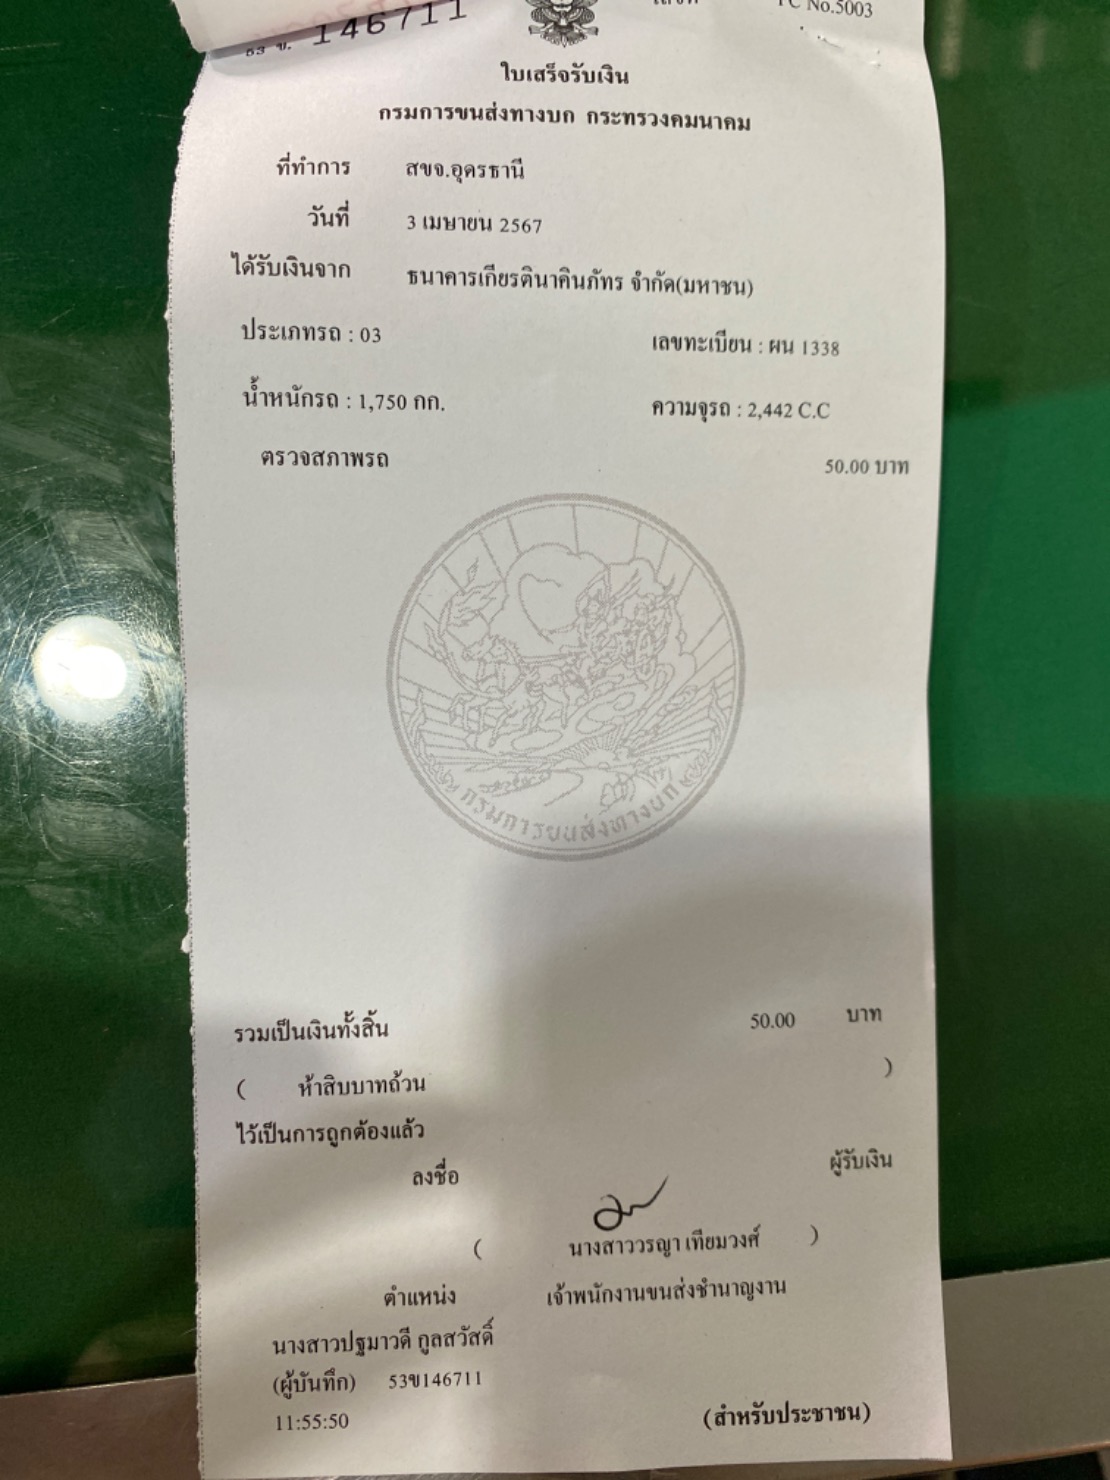 53 ข. 146711
No.5003
ใบเสร็จรับเงิน
กรมการขนส่งทางบก กระทรวงคมนาคม
ที่ทำการ สขจ.อุดรธานี
วันที่ 3 เมษายน 2567
ได้รับเงินจาก ธนาคารเกียรตินาคินภัทร จำกัด(มหาชน)
ประเภทรถ : 03 เลขทะเบียน : ผน 1338
น้ำหนักรถ : 1,750 กก. ความจุรถ : 2,442 C.C
ตรวจสภาพรถ 50.00 บาท
กรมการขนส่งทางบก
รวมเป็นเงินทั้งสิ้น 50.00 บาท
( ห้าสิบบาทถ้วน )
ไว้เป็นการถูกต้องแล้ว
ลงชื่อ ผู้รับเงิน
( นางสาววรญา เทียมวงศ์ )
ตำแหน่ง เจ้าพนักงานขนส่งชำนาญงาน
นางสาวปฐมาวดี กูลสวัสดิ์
(ผู้บันทึก) 53ข146711
11:55:50 (สำหรับประชาชน)